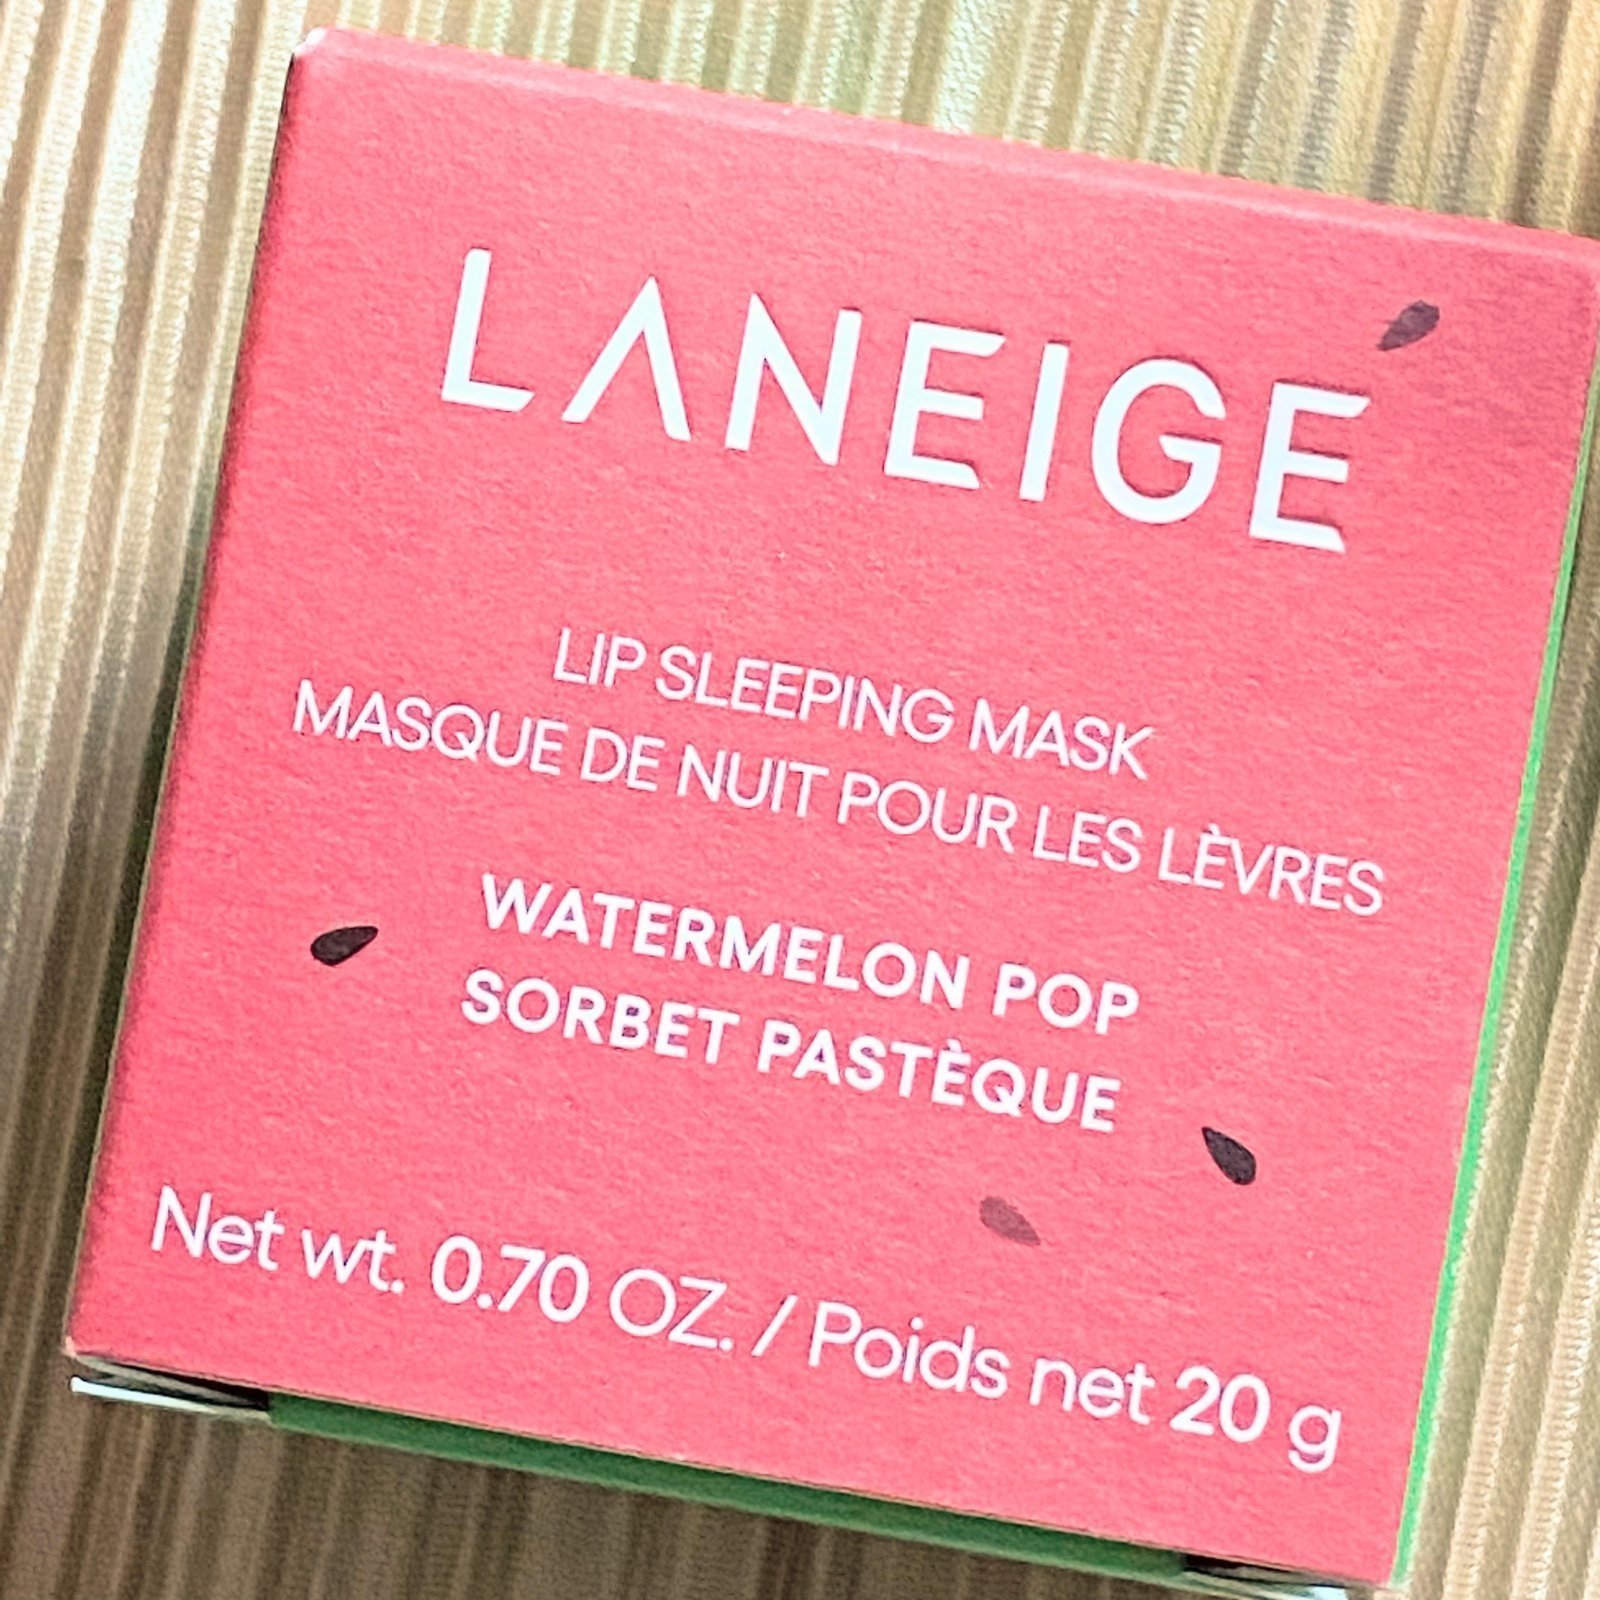 LANEIGE
LIP SLEEPING MASK
MASQUE DE NUIT POUR LES LÈVRES
WATERMELON POP
SORBET PASTÈQUE
Net wt. 0.70 OZ. / Poids net 20 g